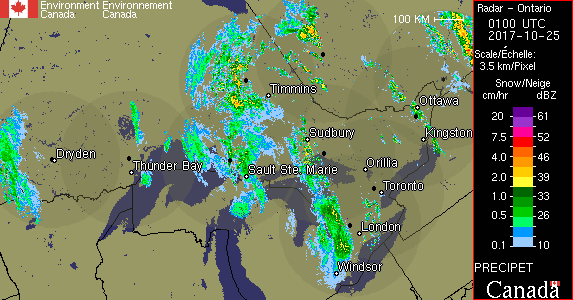 Environment Environnement
Canada Canada
100 KM
Timmins
Ottawa
Sudbury
Kingston
Dryden
Thunder Bay
Sault Ste. Marie
Orillia
Toronto
London
Windsor
Radar - Ontario
0100 UTC
2017-10-25
Scale/Échelle:
3.5 km/Pixel
Snow/Neige
cm/hr dBZ
20 61
7.5 52
4.0 46
2.0 39
1.0 33
0.5 26
0.1 10
PRECIPET
Canada